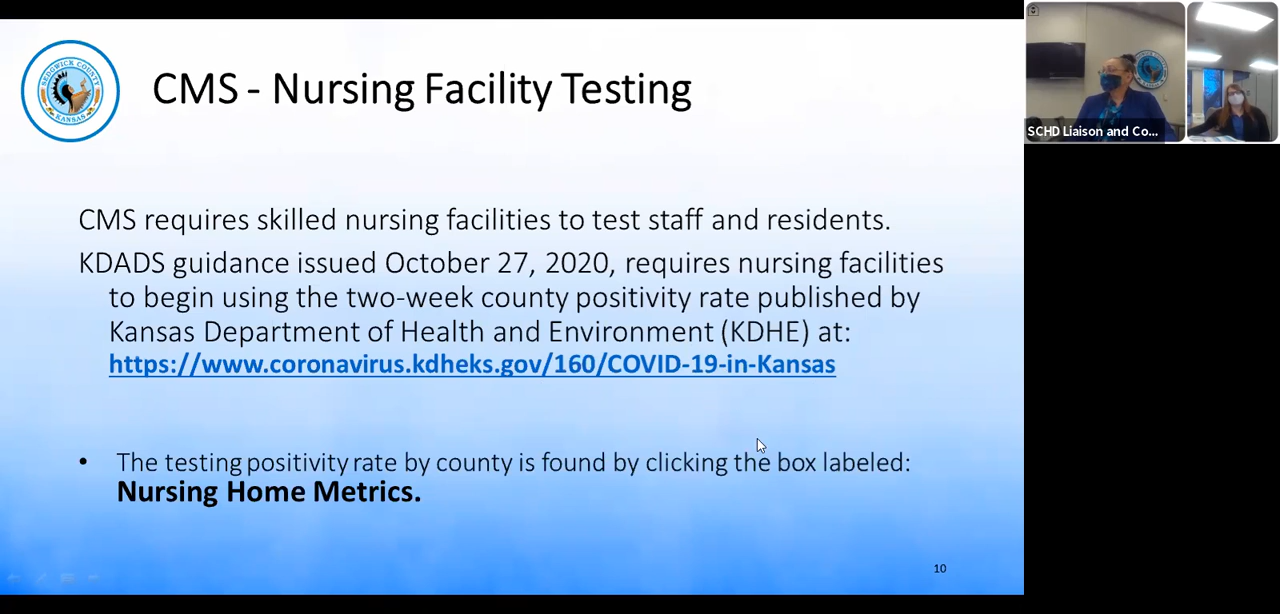 SEDGWICK COUNTY
KANSAS
CMS - Nursing Facility Testing
CMS requires skilled nursing facilities to test staff and residents.
KDADS guidance issued October 27, 2020, requires nursing facilities
to begin using the two-week county positivity rate published by
Kansas Department of Health and Environment (KDHE) at:
https://www.coronavirus.kdheks.gov/160/COVID-19-in-Kansas
• The testing positivity rate by county is found by clicking the box labeled:
Nursing Home Metrics.
10
SCHD Liaison and Co...